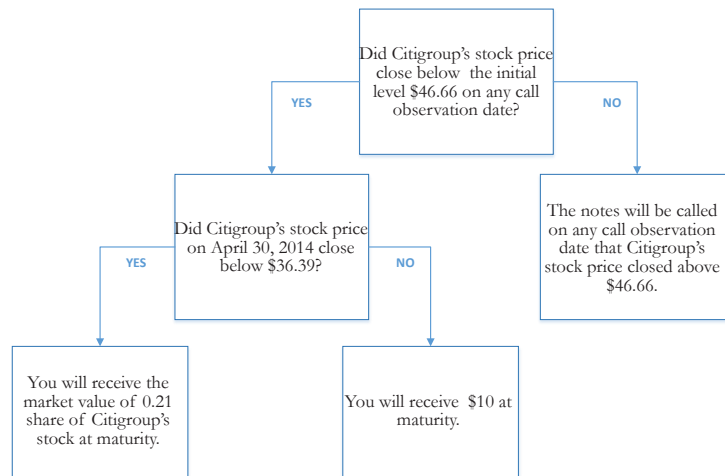 Did Citigroup's stock price
close below the initial
level $46.66 on any call
observation date?
YES
NO
Did Citigroup's stock price
on April 30, 2014 close
below $36.39?
The notes will be called
on any call observation
date that Citigroup's
stock price closed above
$46.66.
YES
NO
You will receive the
market value of 0.21
share of Citigroup's
stock at maturity.
You will receive $10 at
maturity.